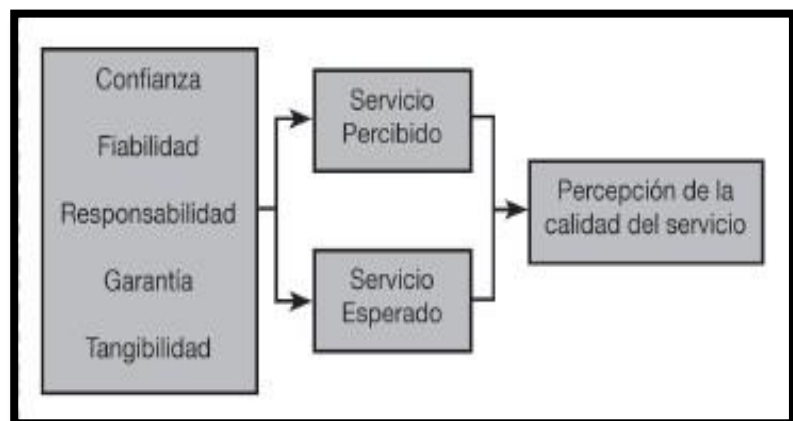 Confianza
Fiabilidad
Responsabilidad
Garantía
Tangibilidad
Servicio
Percibido
Servicio
Esperado
Percepción de la
calidad del servicio